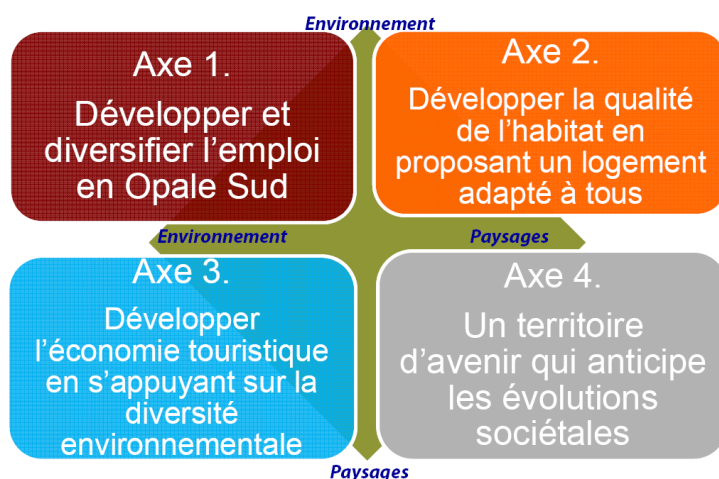 Environnement
Axe 1.
Développer et
diversifier l'emploi
en Opale Sud
Axe 2.
Développer la qualité
de l'habitat en
proposant un logement
adapté à tous
Environnement
Paysages
Axe 3.
Développer
l'économie touristique
en s'appuyant sur la
diversité
environnementale
Axe 4.
Un territoire
d'avenir qui anticipe
les évolutions
sociétales
Paysages